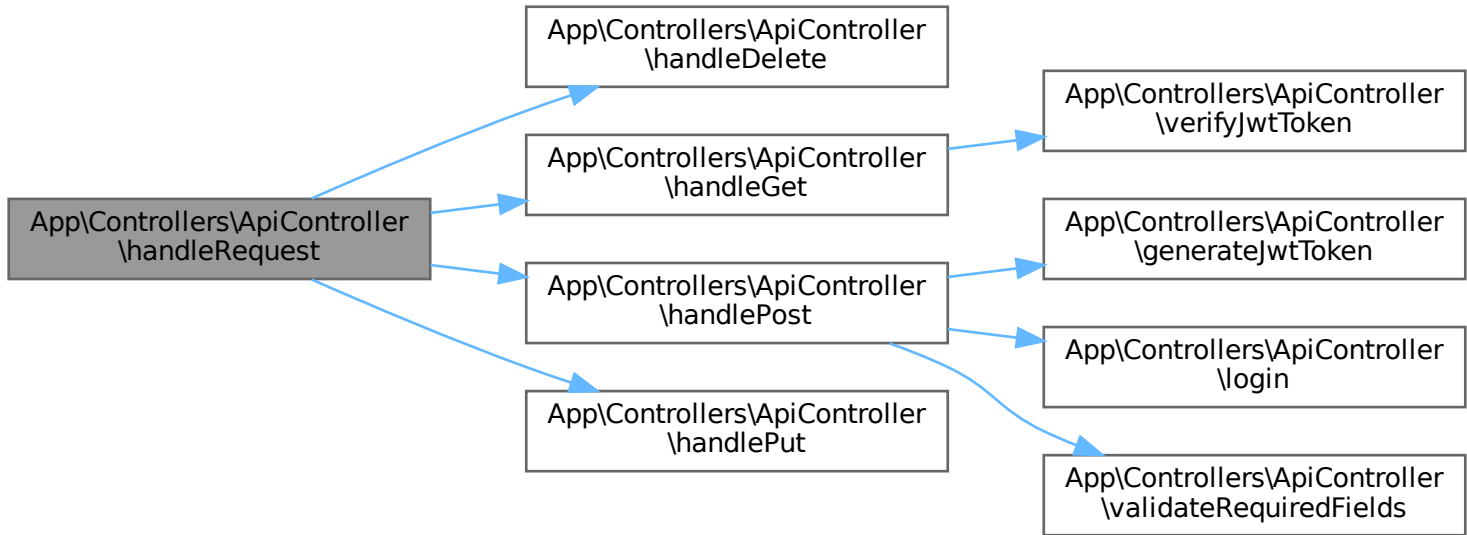 App\Controllers\ApiController
\handleRequest
App\Controllers\ApiController
\handleDelete
App\Controllers\ApiController
\handleGet
App\Controllers\ApiController
\handlePost
App\Controllers\ApiController
\handlePut
App\Controllers\ApiController
\verifyJwtToken
App\Controllers\ApiController
\generateJwtToken
App\Controllers\ApiController
\login
App\Controllers\ApiController
\validateRequiredFields